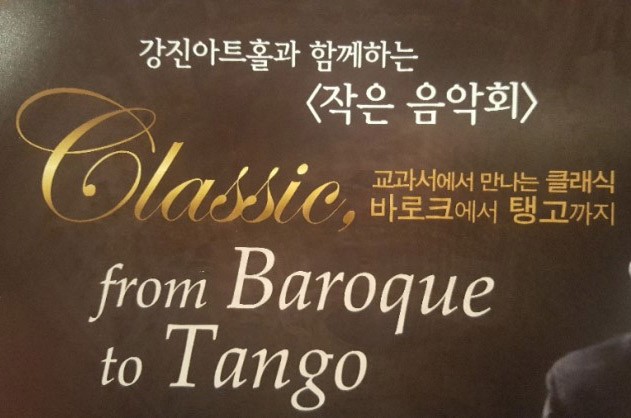 강진아트홀과 함께하는
<작은 음악회>
Classic, 교과서에서 만나는 클래식
바로크에서 탱고까지
from Baroque
to Tango